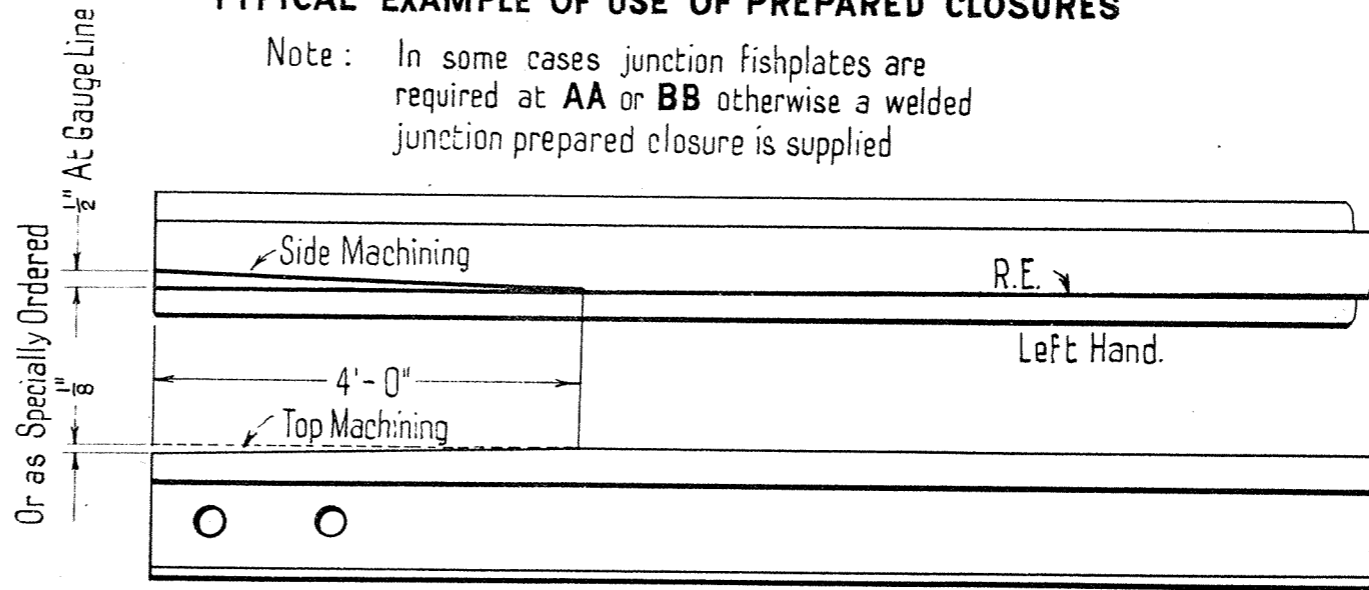 TYPICAL EXAMPLE OF USE OF PREPARED CLOSURES
Note : In some cases junction fishplates are
required at AA or BB otherwise a welded
junction prepared closure is supplied
1/2" At Gauge Line
Or as Specially Ordered
1/8"
Side Machining
R.E.
Left Hand.
4'-0"
Top Machining